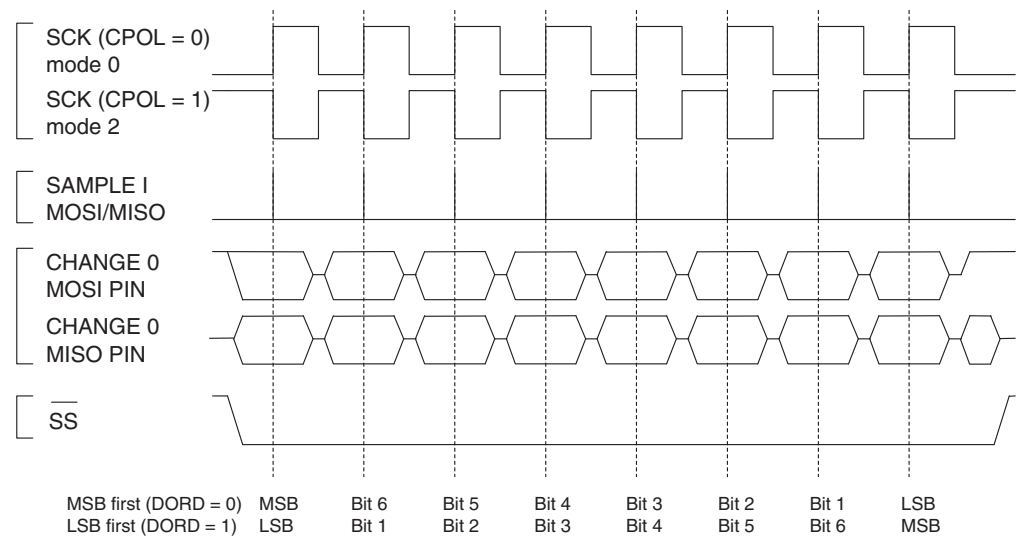 SCK (CPOL = 0)
mode 0
SCK (CPOL = 1)
mode 2
SAMPLE I
MOSI/MISO
CHANGE 0
MOSI PIN
CHANGE 0
MISO PIN
SS
MSB first (DORD = 0) MSB Bit 6 Bit 5 Bit 4 Bit 3 Bit 2 Bit 1 LSB
LSB first (DORD = 1) LSB Bit 1 Bit 2 Bit 3 Bit 4 Bit 5 Bit 6 MSB